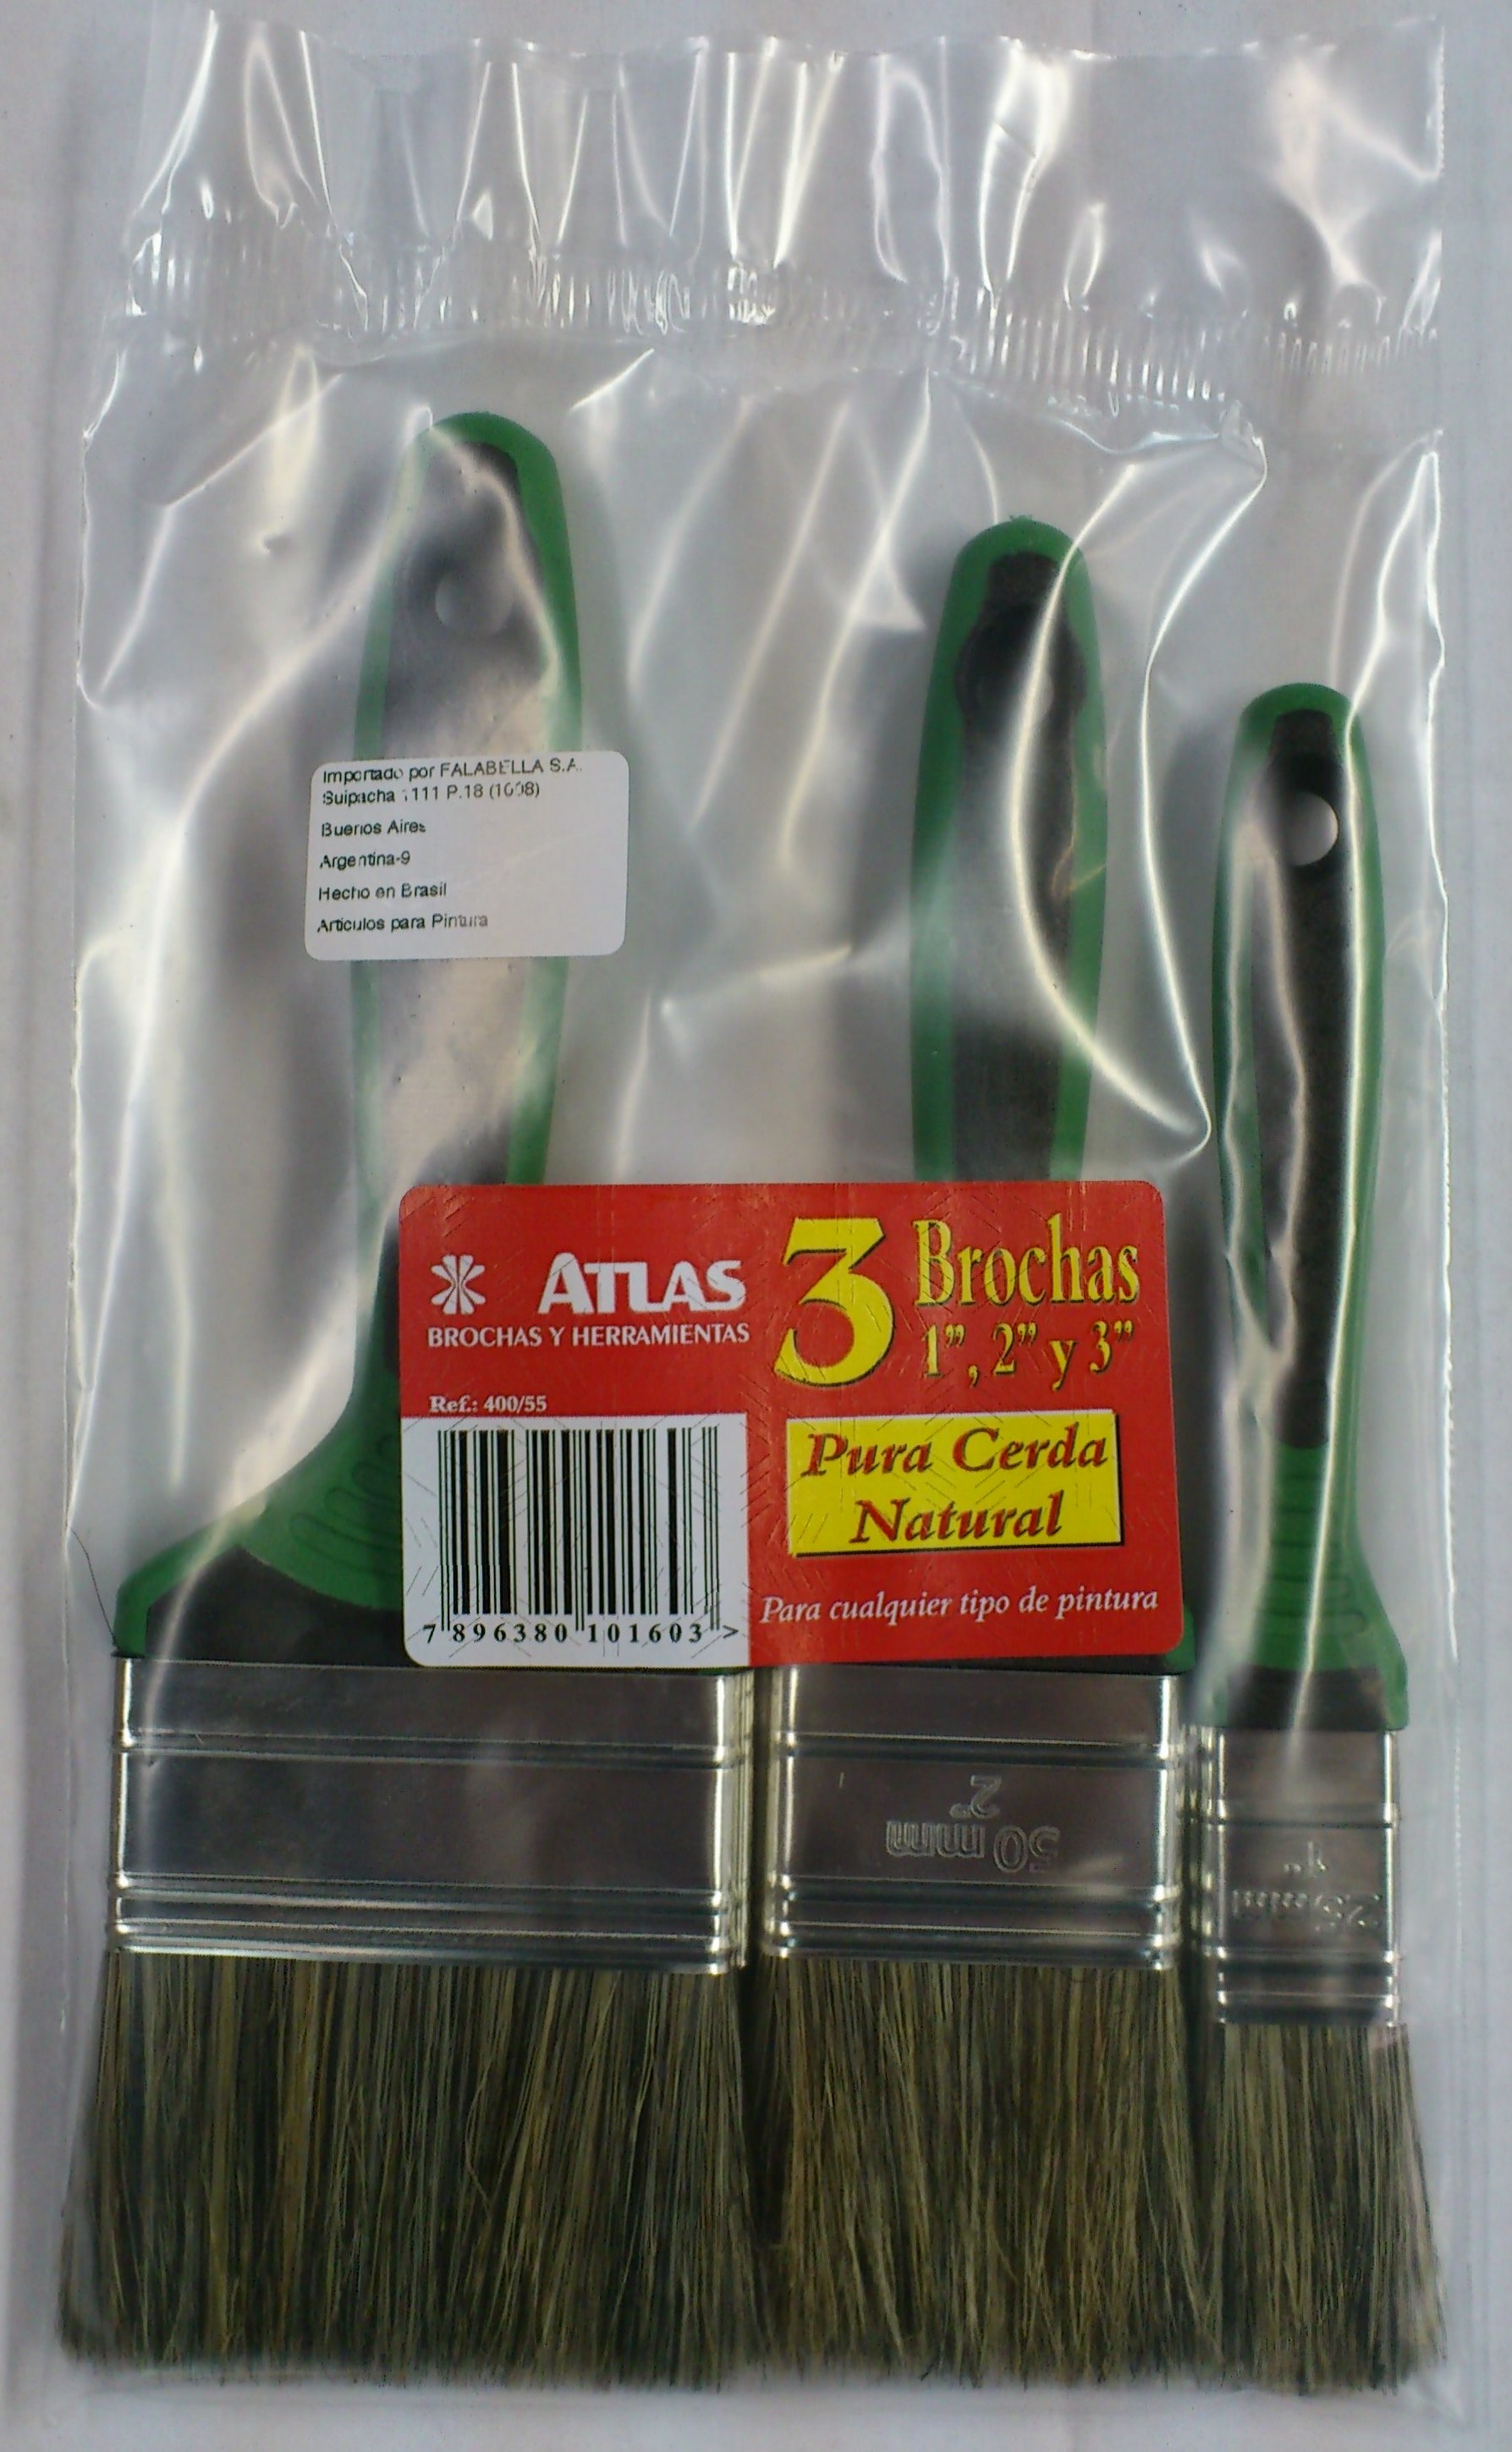 Importado por FALABELLA S.A.
Suipacha 1111 P.18 (1008)
Buenos Aires
Argentina-9
Hecho en Brasil
Articulos para Pintura
ATLAS
BROCHAS Y HERRAMIENTAS
Ref.: 400/55
7 896380 101603 >
3 Brochas
1", 2" y 3"
Pura Cerda
Natural
Para cualquier tipo de pintura
2"
50 mm
1"
25mm